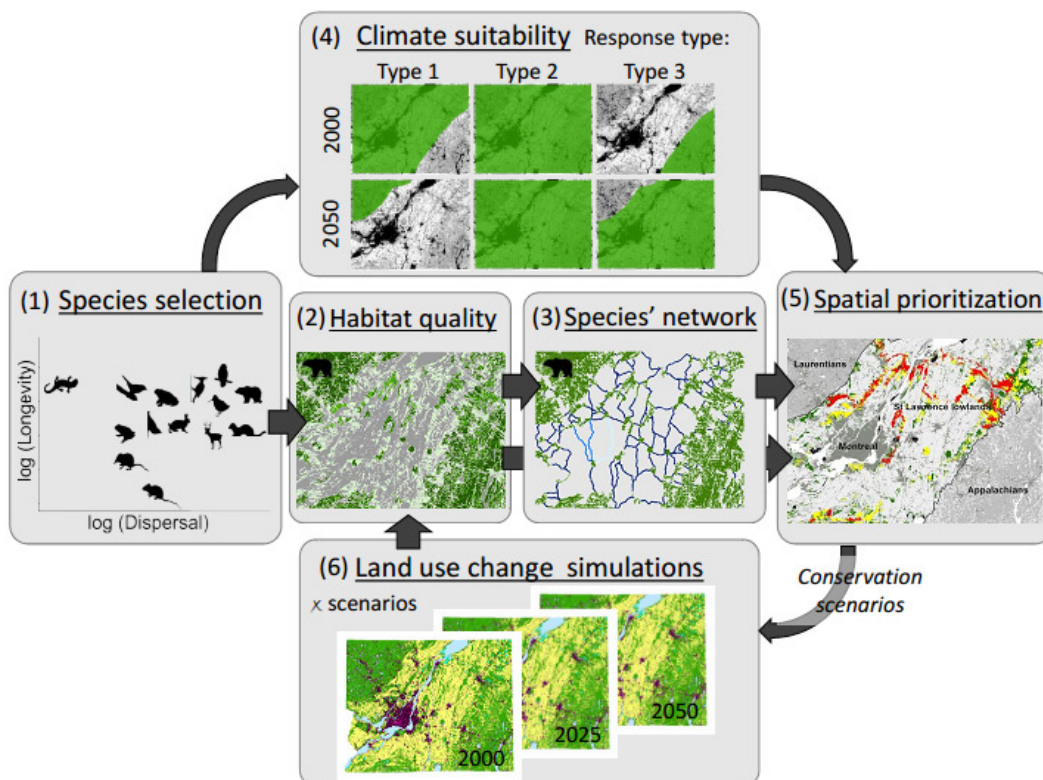 (4) Climate suitability Response type:
Type 1 Type 2 Type 3
2000
2050
(1) Species selection
log (Longevity)
log (Dispersal)
(2) Habitat quality
(3) Species' network
(5) Spatial prioritization
Laurentians
St Lawrence lowlands
Montreal
Appalachians
Conservation
scenarios
(6) Land use change simulations
x scenarios
2000
2025
2050